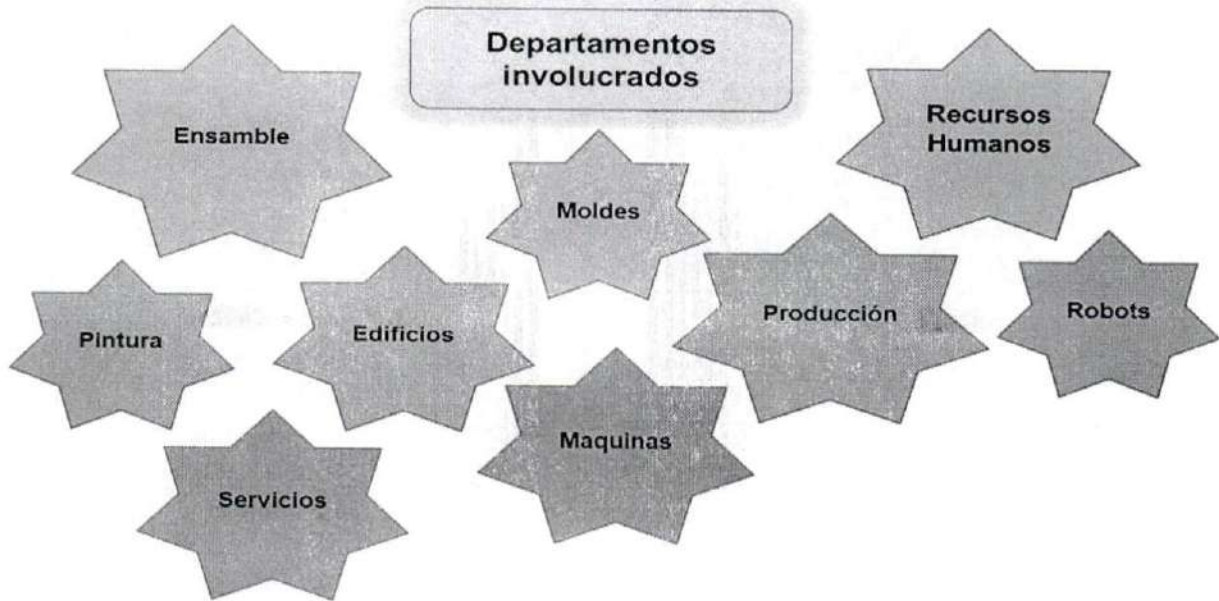 Departamentos
involucrados
Ensamble
Recursos
Humanos
Moldes
Pintura
Edificios
Producción
Robots
Maquinas
Servicios